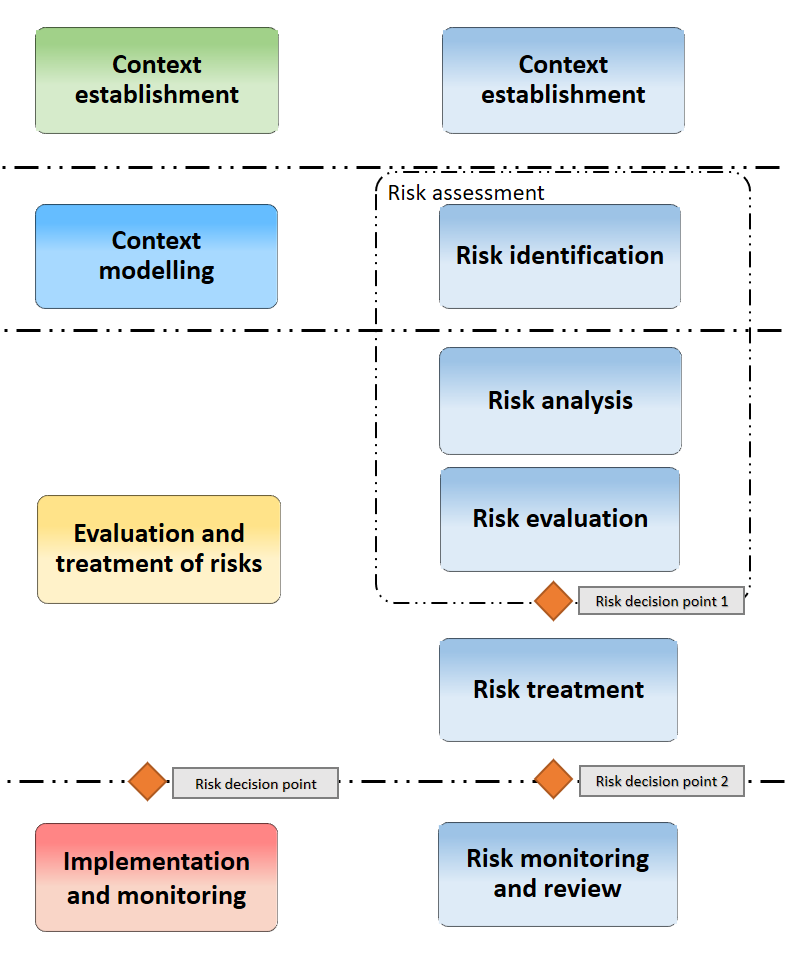 Context
establishment
Context
establishment
Risk assessment
Context
modelling
Risk identification
Risk analysis
Evaluation and
treatment of risks
Risk evaluation
Risk decision point 1
Risk treatment
Risk decision point
Risk decision point 2
Implementation
and monitoring
Risk monitoring
and review